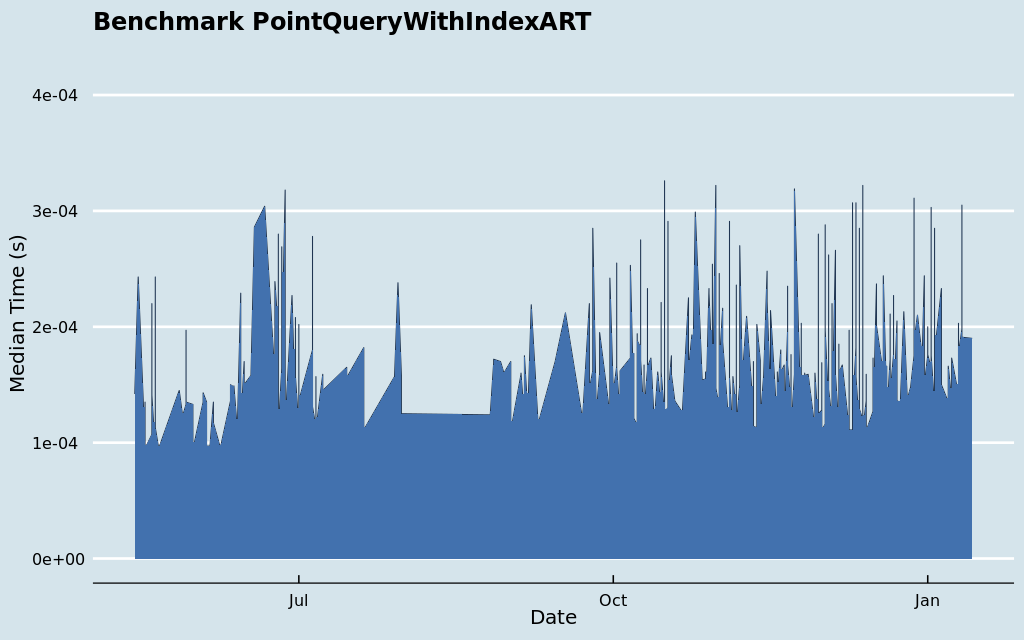 Benchmark PointQueryWithIndexART
4e-04
3e-04
2e-04
1e-04
0e+00
Median Time (s)
Jul
Oct
Jan
Date